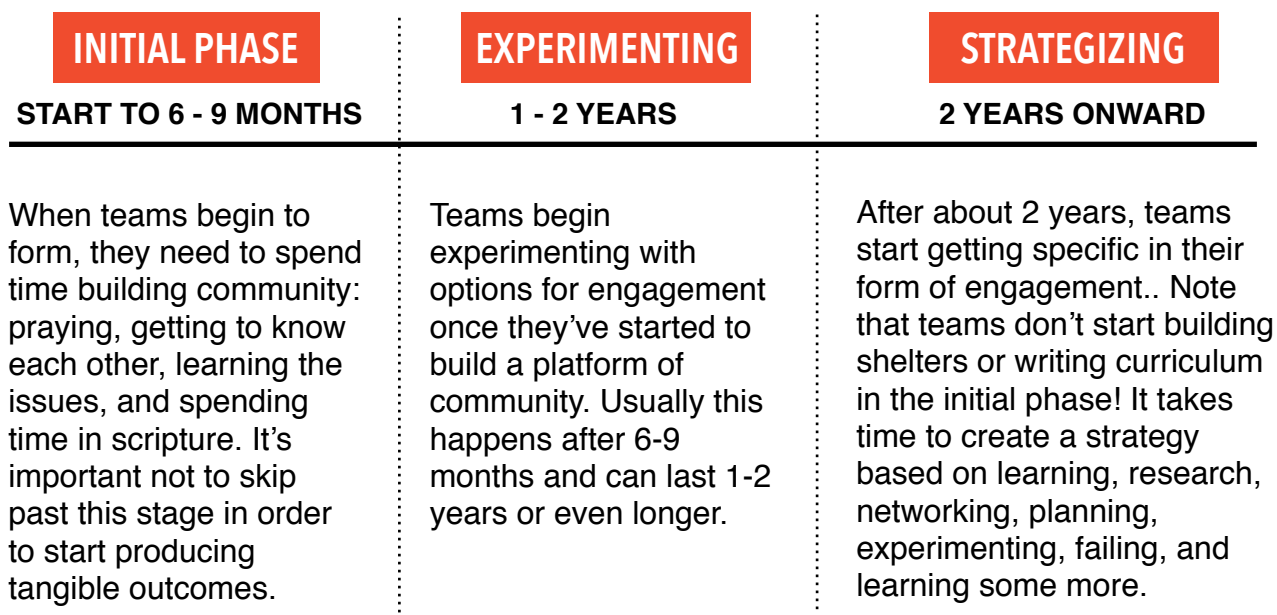 INITIAL PHASE
START TO 6 - 9 MONTHS
When teams begin to
form, they need to spend
time building community:
praying, getting to know
each other, learning the
issues, and spending
time in scripture. It’s
important not to skip
past this stage in order
to start producing
tangible outcomes.
EXPERIMENTING
1 - 2 YEARS
Teams begin
experimenting with
options for engagement
once they’ve started to
build a platform of
community. Usually this
happens after 6-9
months and can last 1-2
years or even longer.
STRATEGIZING
2 YEARS ONWARD
After about 2 years, teams
start getting specific in their
form of engagement.. Note
that teams don’t start building
shelters or writing curriculum
in the initial phase! It takes
time to create a strategy
based on learning, research,
networking, planning,
experimenting, failing, and
learning some more.